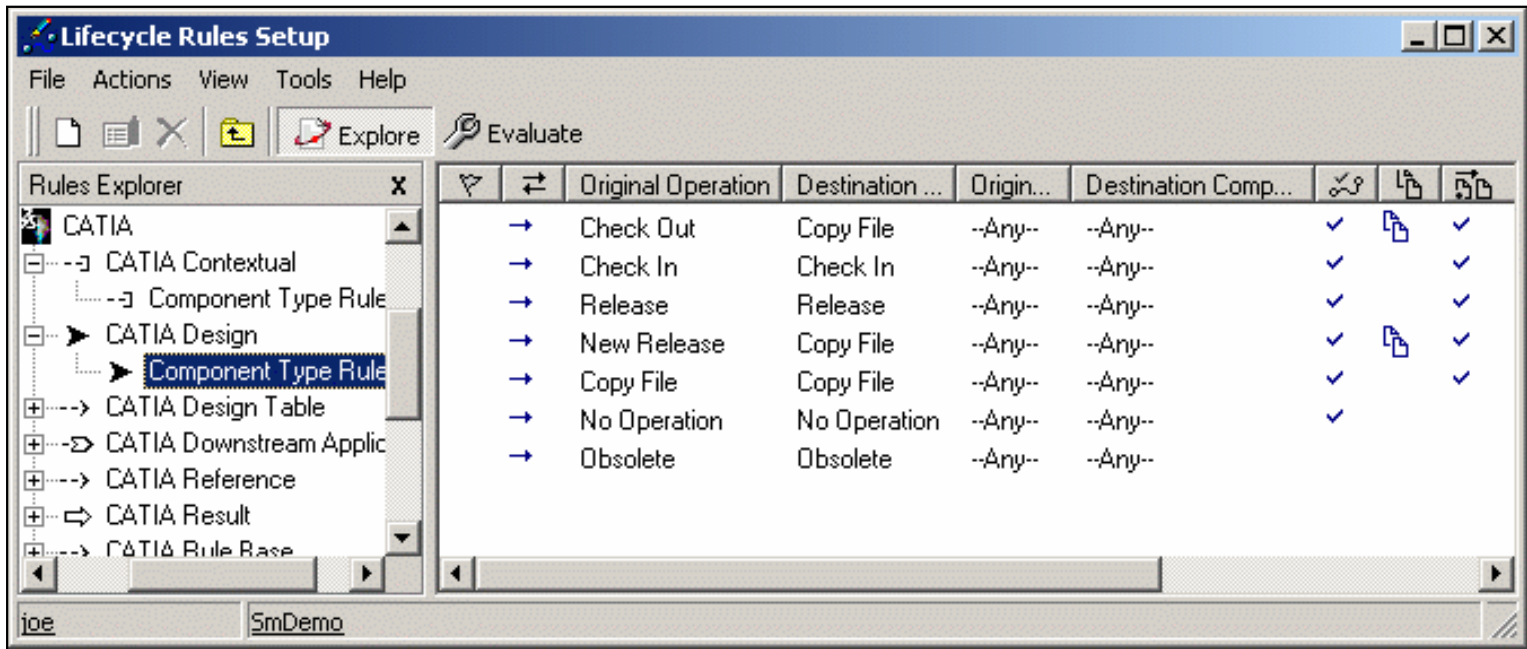 Lifecycle Rules Setup
File Actions View Tools Help
Explore Evaluate
Rules Explorer x
Original Operation Destination ... Origin... Destination Comp...
CATIA
CATIA Contextual
Component Type Rule
CATIA Design
Component Type Rule
CATIA Design Table
CATIA Downstream Applic
CATIA Reference
CATIA Result
CATIA Rule Base
Check Out Copy File --Any-- --Any--
Check In Check In --Any-- --Any--
Release Release --Any-- --Any--
New Release Copy File --Any-- --Any--
Copy File Copy File --Any-- --Any--
No Operation No Operation --Any-- --Any--
Obsolete Obsolete --Any-- --Any--
joe SmDemo